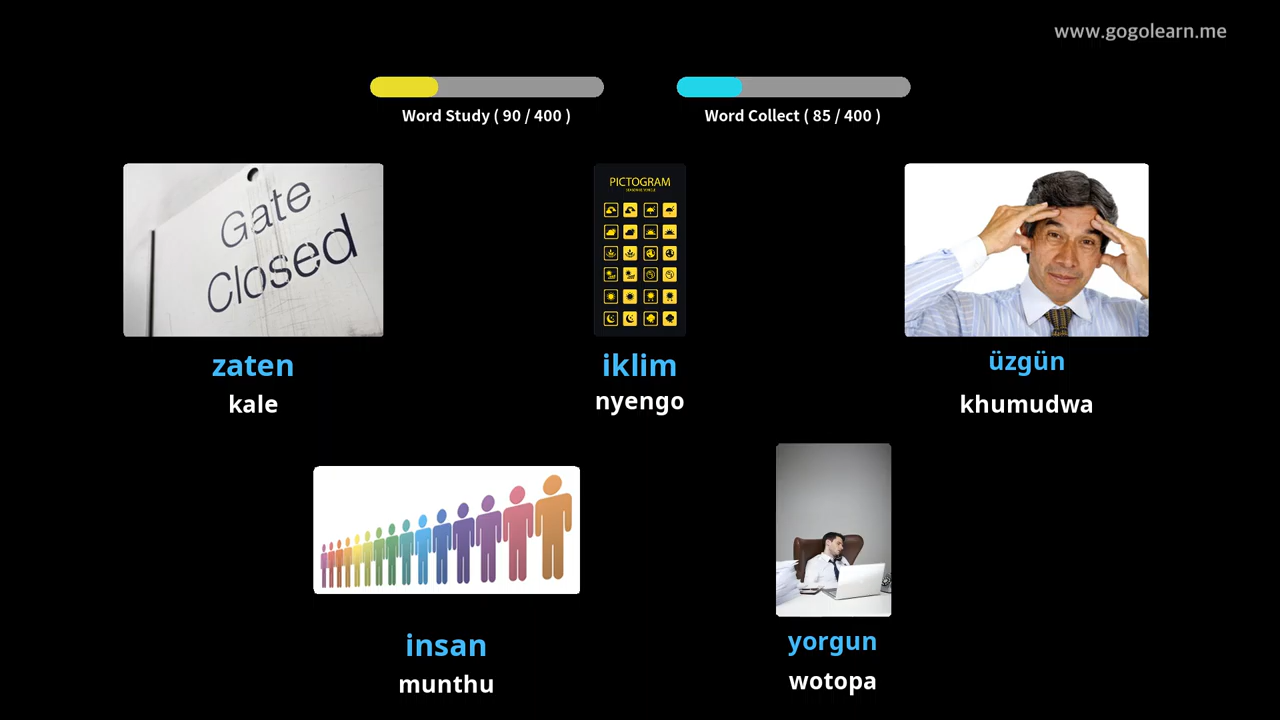 www.gogolearn.me
Word Study ( 90 / 400 )
Word Collect ( 85 / 400 )
Gate
Closed
PICTOGRAM
zaten
kale
iklim
nyengo
üzgün
khumudwa
insan
munthu
yorgun
wotopa